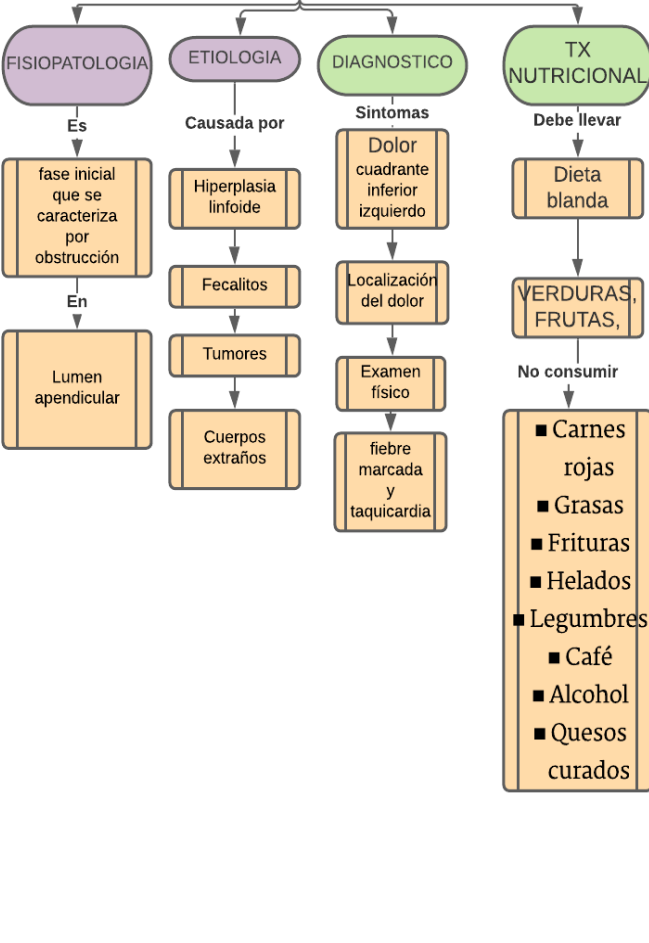 FISIOPATOLOGIA
Es
fase inicial
que se
caracteriza
por
obstrucción
En
Lumen
apendicular
ETIOLOGIA
Causada por
Hiperplasia
linfoide
Fecalitos
Tumores
Cuerpos
extraños
DIAGNOSTICO
Sintomas
Dolor
cuadrante
inferior
izquierdo
Localización
del dolor
Examen
físico
fiebre
marcada
y
taquicardia
TX
NUTRICIONAL
Debe llevar
Dieta
blanda
VERDURAS,
FRUTAS,
No consumir
▪ Carnes
rojas
▪ Grasas
▪ Frituras
▪ Helados
▪ Legumbres
▪ Café
▪ Alcohol
▪ Quesos
curados